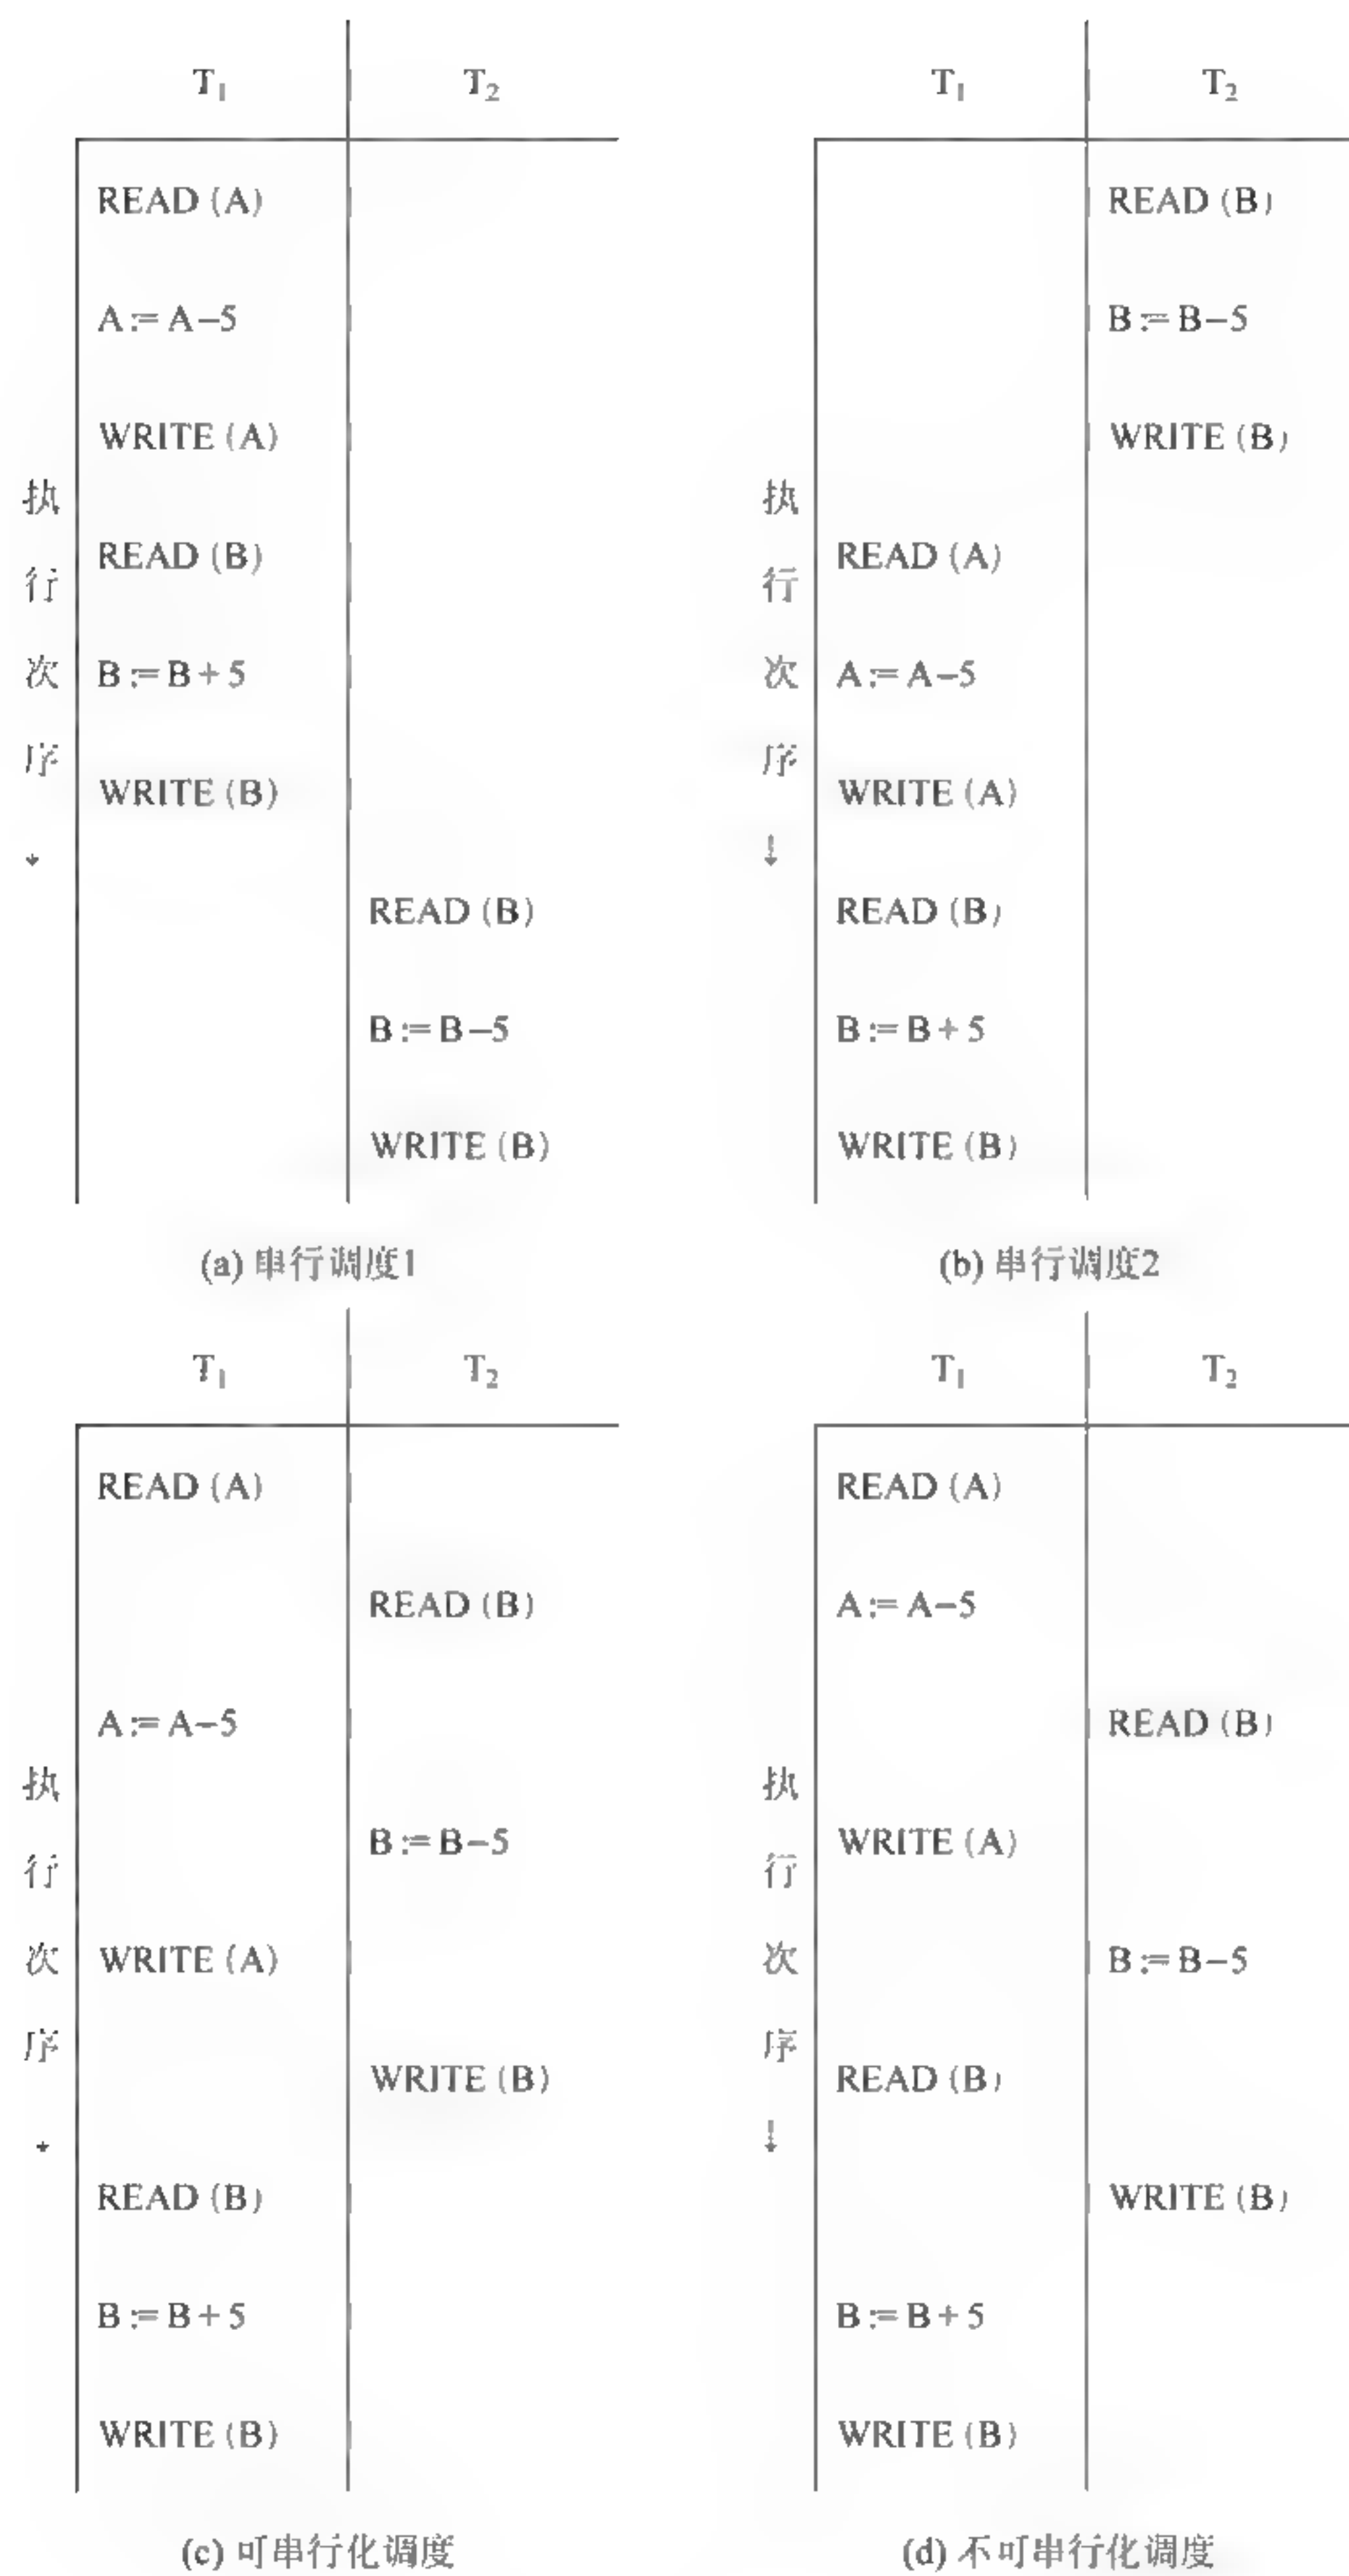 T₁ T₂
READ (A)
A := A−5
WRITE (A)
READ (B)
B := B+5
WRITE (B)
READ (B)
B := B−5
WRITE (B)
执行次序
(a) 串行调度1
T₁ T₂
READ (B)
B := B−5
WRITE (B)
READ (A)
A := A−5
WRITE (A)
READ (B)
B := B+5
WRITE (B)
执行次序
↓
(b) 串行调度2
T₁ T₂
READ (A)
READ (B)
A := A−5
B := B−5
WRITE (A)
WRITE (B)
READ (B)
B := B+5
WRITE (B)
执行次序
(c) 可串行化调度
T₁ T₂
READ (A)
A := A−5
READ (B)
WRITE (A)
B := B−5
READ (B)
WRITE (B)
B := B+5
WRITE (B)
执行次序
↓
(d) 不可串行化调度